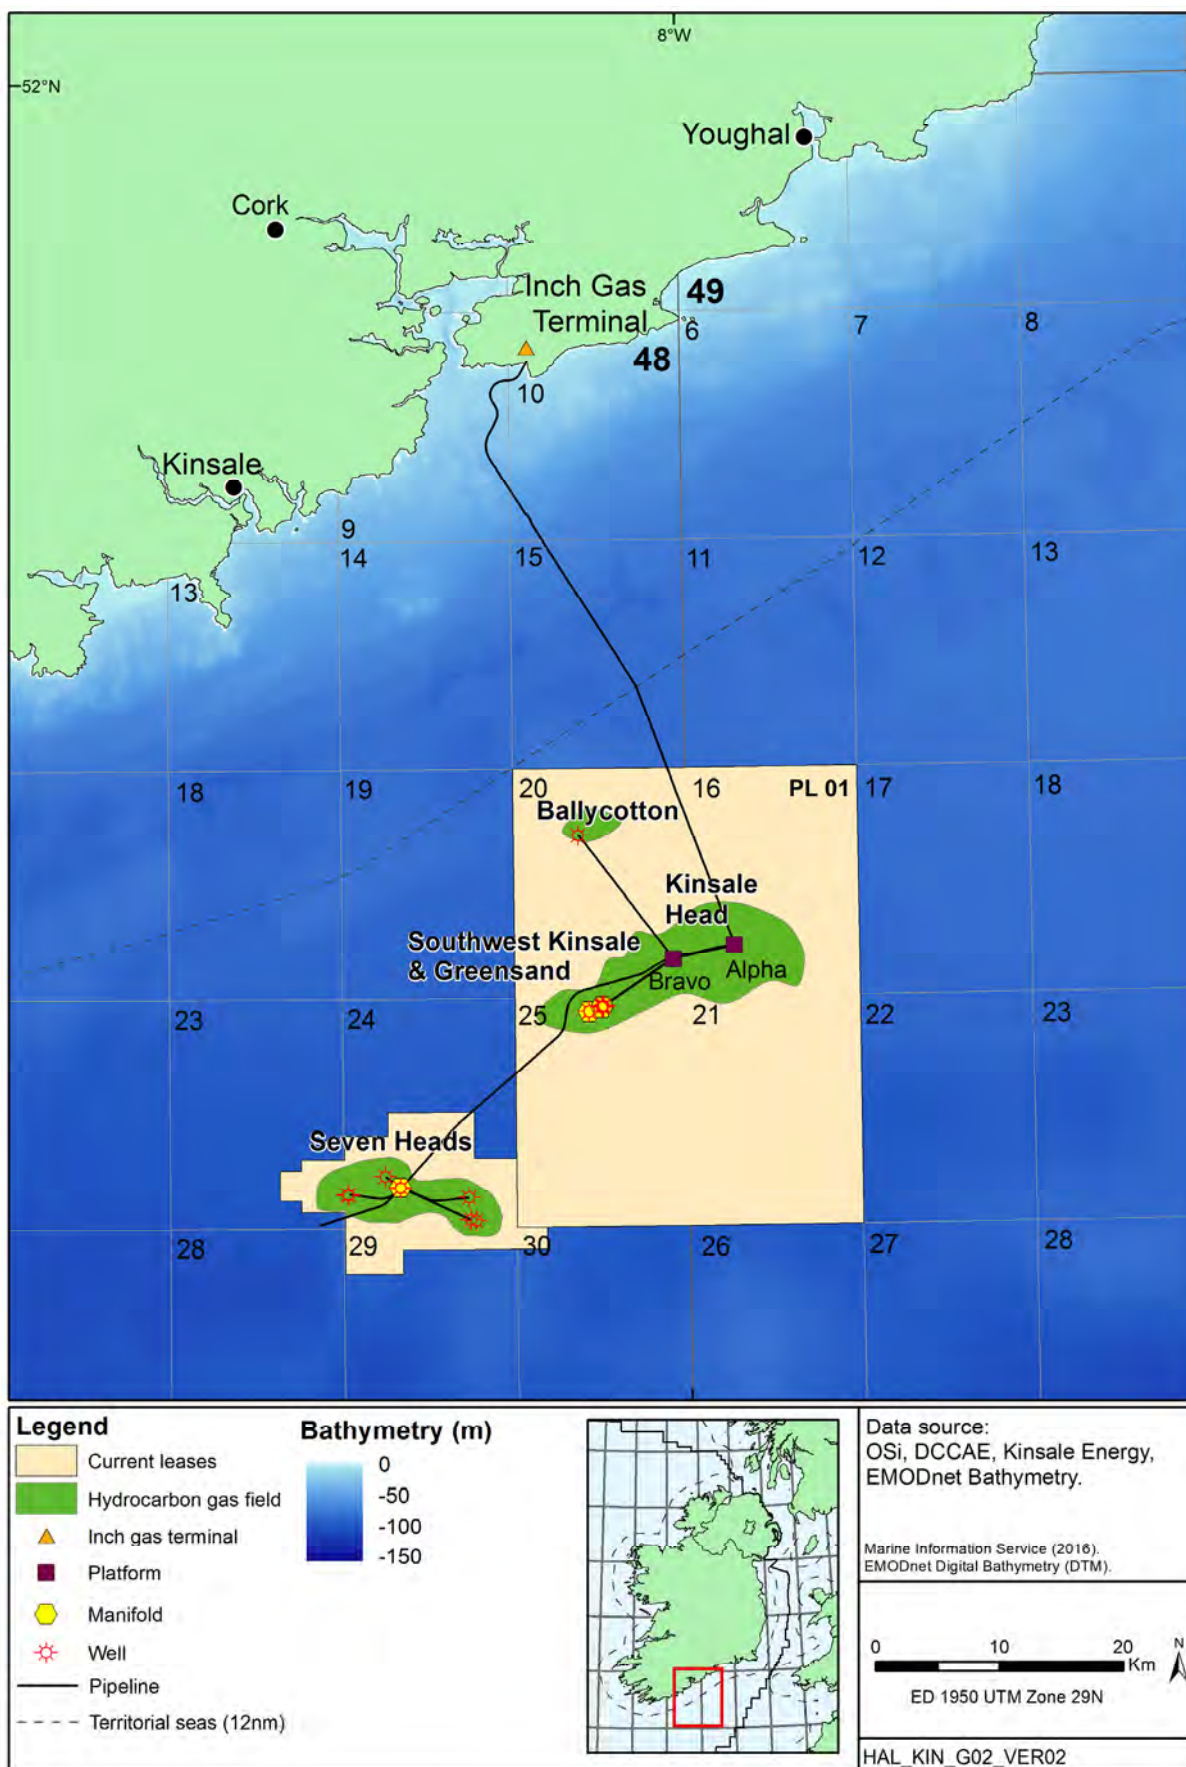 8°W
52°N
Youghal
Cork
Inch Gas
Terminal
49
6
7
8
48
10
Kinsale
9
14
15
11
12
13
13
18
19
20
16
PL 01
17
18
Ballycotton
Kinsale
Head
Southwest Kinsale
& Greensand
Bravo
Alpha
23
24
25
21
22
23
Seven Heads
28
29
30
26
27
28
Legend
Current leases
Hydrocarbon gas field
Inch gas terminal
Platform
Manifold
Well
Pipeline
Territorial seas (12nm)
Bathymetry (m)
0
-50
-100
-150
Data source:
OSi, DCCAE, Kinsale Energy,
EMODnet Bathymetry.
Marine Information Service (2016).
EMODnet Digital Bathymetry (DTM).
0 10 20
Km
N
ED 1950 UTM Zone 29N
HAL_KIN_G02_VER02